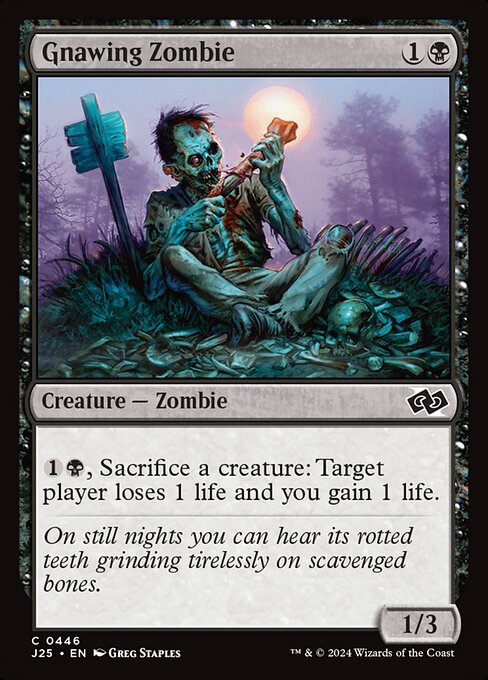 Gnawing Zombie 1
Creature — Zombie
1, Sacrifice a creature: Target
player loses 1 life and you gain 1 life.
On still nights you can hear its rotted
teeth grinding tirelessly on scavenged
bones.
1/3
C 0446
J25 • EN Greg Staples
™ & © 2024 Wizards of the Coast